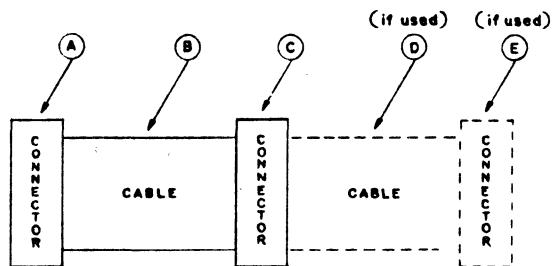 (if used) (if used)
A B C D E
CONNECTOR
CABLE
CONNECTOR
CABLE
CONNECTOR